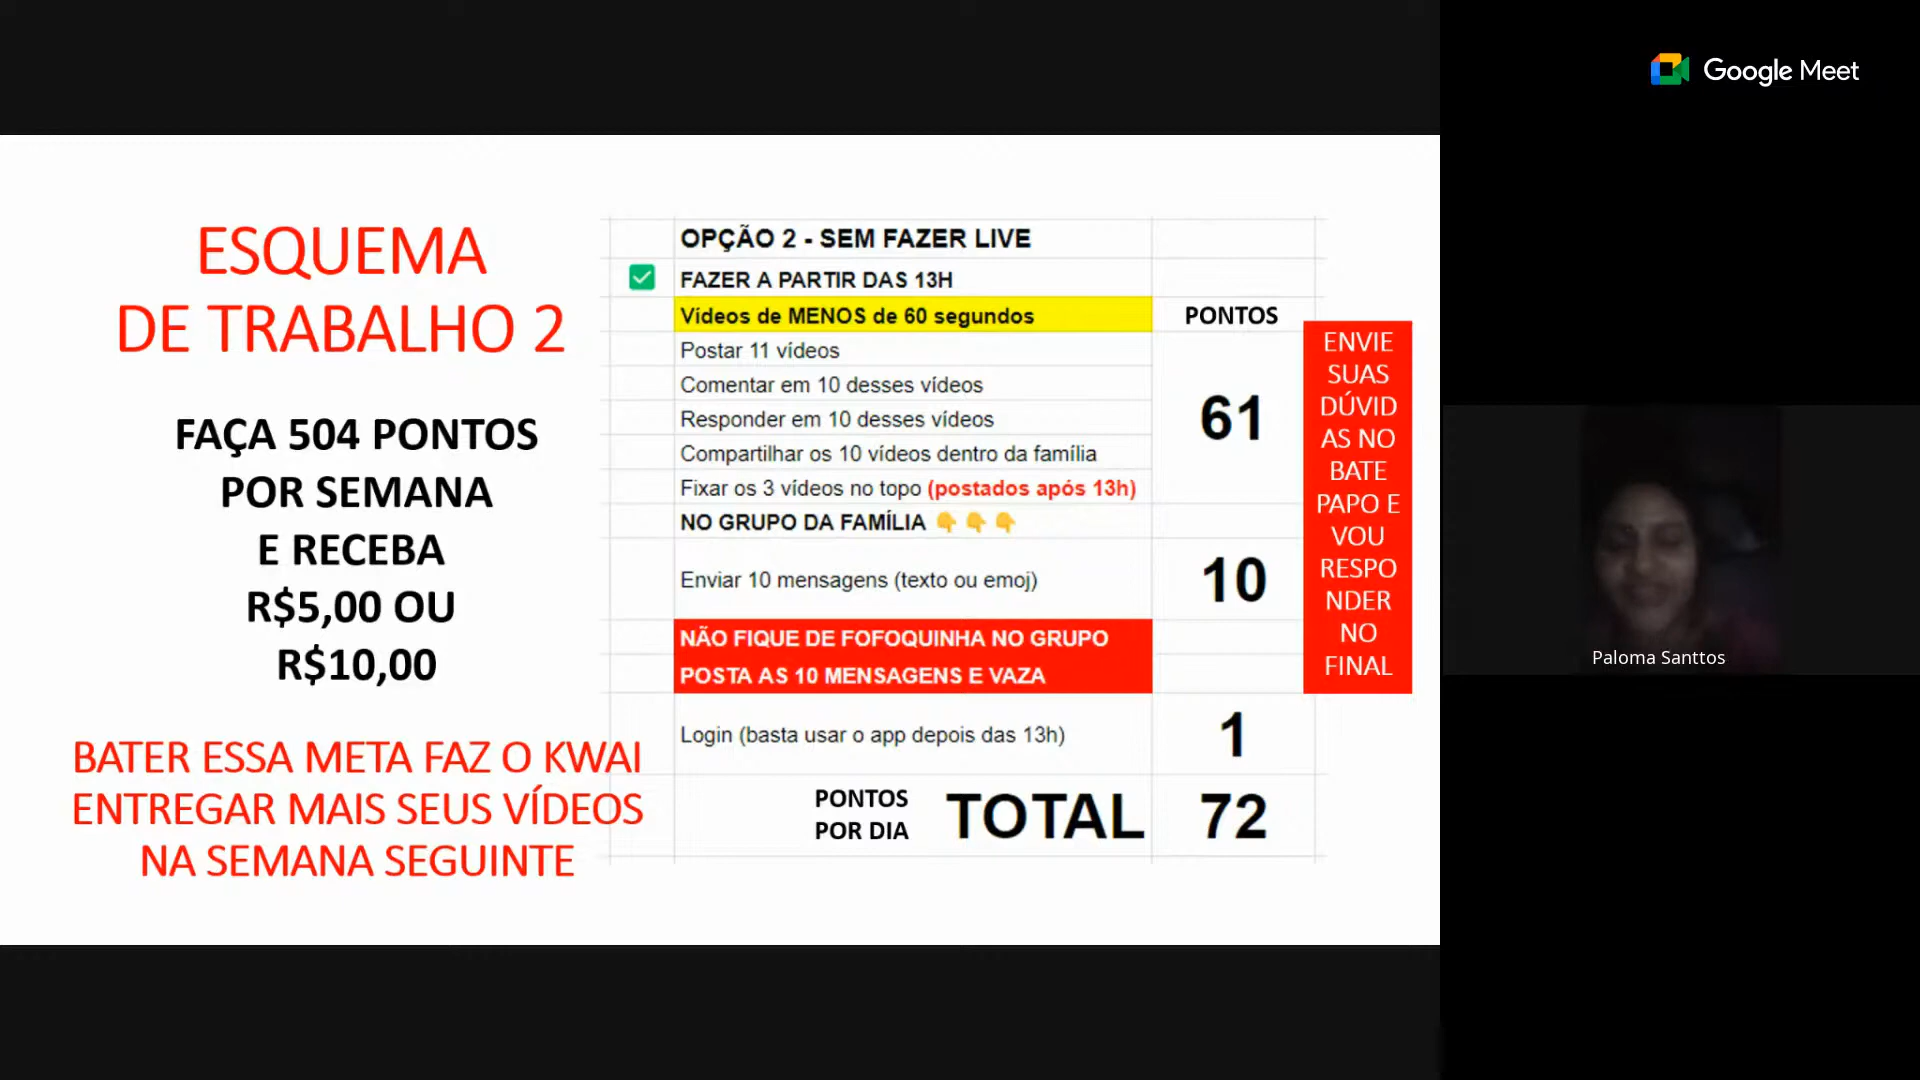 Google Meet
ESQUEMA
DE TRABALHO 2
FAÇA 504 PONTOS
POR SEMANA
E RECEBA
R$5,00 OU
R$10,00
BATER ESSA META FAZ O KWAI
ENTREGAR MAIS SEUS VÍDEOS
NA SEMANA SEGUINTE
OPÇÃO 2 - SEM FAZER LIVE
✅ FAZER A PARTIR DAS 13H
Vídeos de MENOS de 60 segundos
PONTOS
Postar 11 vídeos
Comentar em 10 desses vídeos
Responder em 10 desses vídeos
61
Compartilhar os 10 vídeos dentro da família
Fixar os 3 vídeos no topo (postados após 13h)
NO GRUPO DA FAMÍLIA 👇👇👇
Enviar 10 mensagens (texto ou emoj)
10
NÃO FIQUE DE FOFOQUINHA NO GRUPO
POSTA AS 10 MENSAGENS E VAZA
Login (basta usar o app depois das 13h)
1
PONTOS
POR DIA
TOTAL
72
ENVIE
SUAS
DÚVID
AS NO
BATE
PAPO E
VOU
RESPO
NDER
NO
FINAL
Paloma Santtos